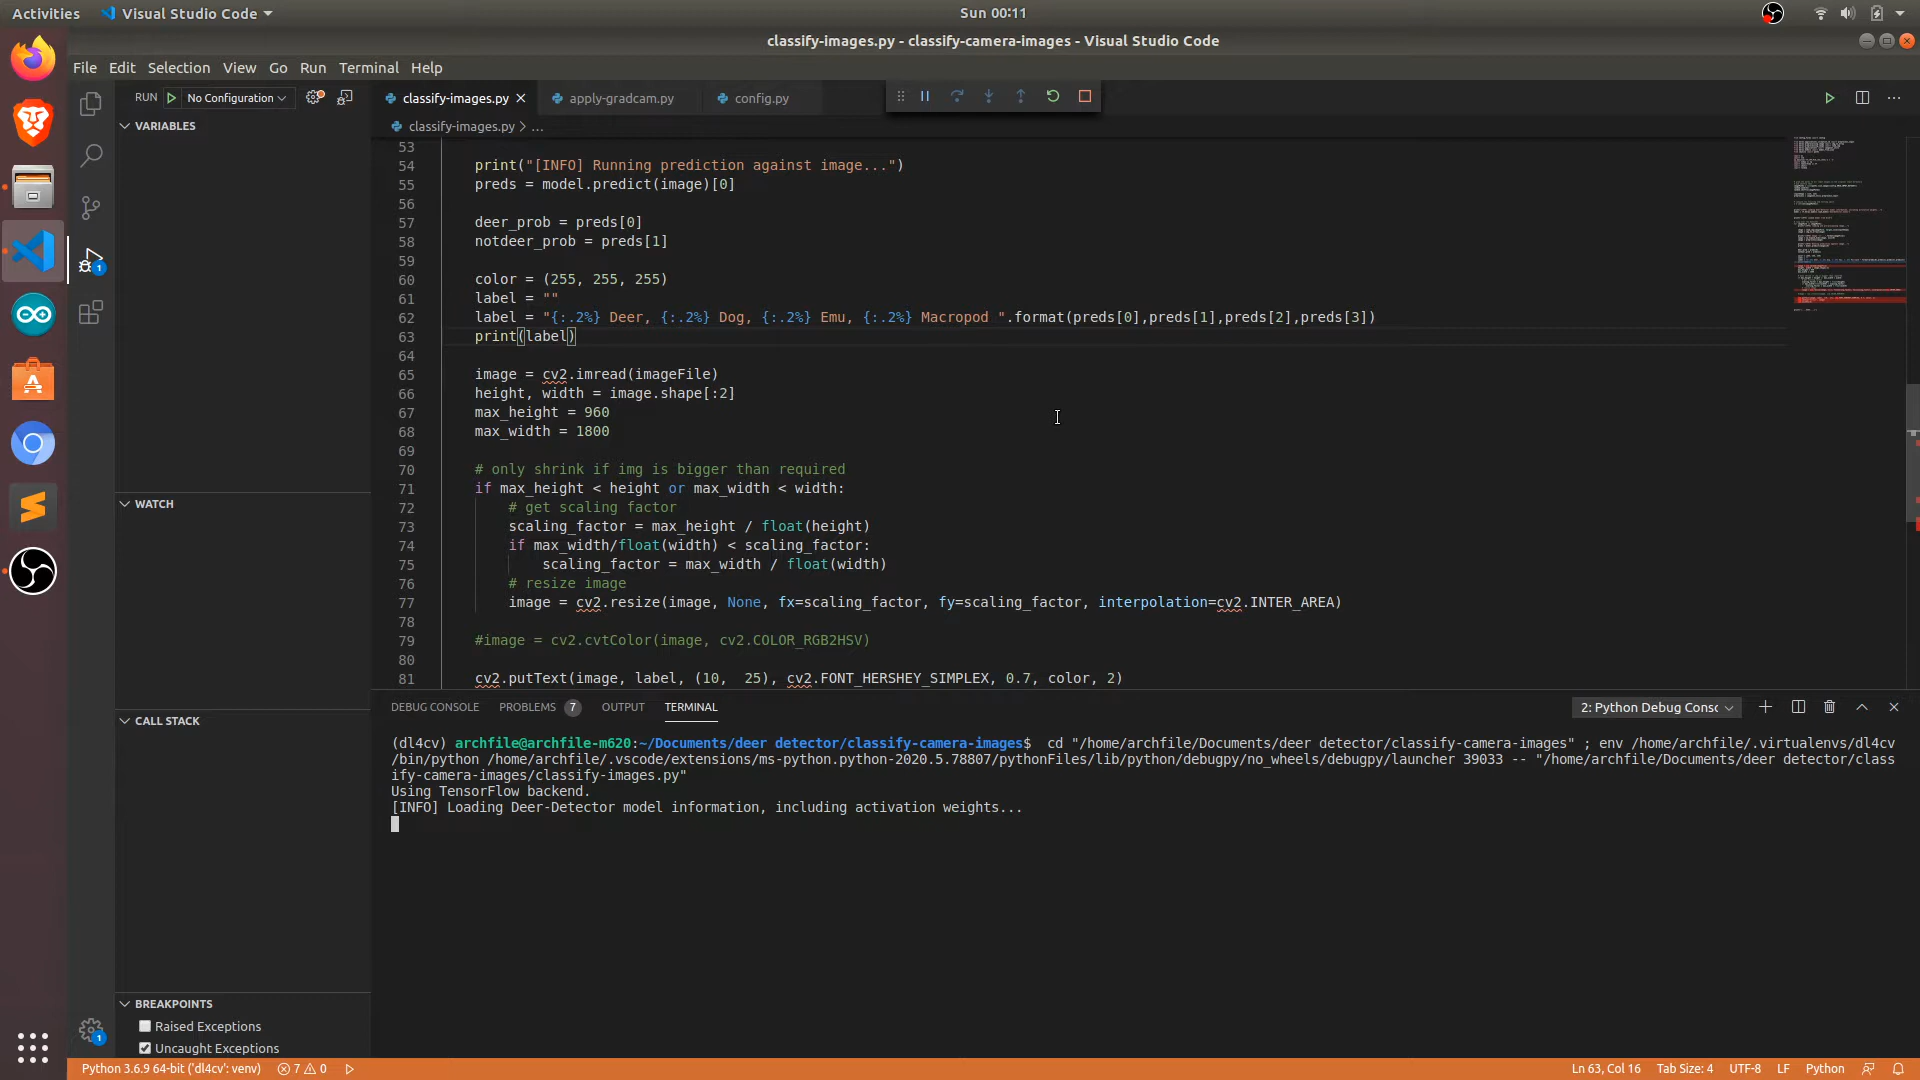 Activities
Visual Studio Code
Sun 00:11
classify-images.py - classify-camera-images - Visual Studio Code
File Edit Selection View Go Run Terminal Help
RUN No Configuration
classify-images.py
apply-gradcam.py
config.py
classify-images.py > ...
VARIABLES
WATCH
CALL STACK
BREAKPOINTS
Raised Exceptions
Uncaught Exceptions
1
1
53
54 print("[INFO] Running prediction against image...")
55 preds = model.predict(image)[0]
56
57 deer_prob = preds[0]
58 notdeer_prob = preds[1]
59
60 color = (255, 255, 255)
61 label = ""
62 label = "{:.2%} Deer, {:.2%} Dog, {:.2%} Emu, {:.2%} Macropod ".format(preds[0],preds[1],preds[2],preds[3])
63 print(label)
64
65 image = cv2.imread(imageFile)
66 height, width = image.shape[:2]
67 max_height = 960
68 max_width = 1800
69
70 # only shrink if img is bigger than required
71 if max_height < height or max_width < width:
72 # get scaling factor
73 scaling_factor = max_height / float(height)
74 if max_width/float(width) < scaling_factor:
75 scaling_factor = max_width / float(width)
76 # resize image
77 image = cv2.resize(image, None, fx=scaling_factor, fy=scaling_factor, interpolation=cv2.INTER_AREA)
78
79 #image = cv2.cvtColor(image, cv2.COLOR_RGB2HSV)
80
81 cv2.putText(image, label, (10,  25), cv2.FONT_HERSHEY_SIMPLEX, 0.7, color, 2)
DEBUG CONSOLE PROBLEMS 7 OUTPUT TERMINAL
2: Python Debug Consc
(dl4cv) archfile@archfile-m620:~/Documents/deer detector/classify-camera-images$  cd "/home/archfile/Documents/deer detector/classify-camera-images" ; env /home/archfile/.virtualenvs/dl4cv
/bin/python /home/archfile/.vscode/extensions/ms-python.python-2020.5.78807/pythonFiles/lib/python/debugpy/no_wheels/debugpy/launcher 39033 -- "/home/archfile/Documents/deer detector/class
ify-camera-images/classify-images.py"
Using TensorFlow backend.
[INFO] Loading Deer-Detector model information, including activation weights...
Python 3.6.9 64-bit ('dl4cv': venv) 7 0
Ln 63, Col 16 Tab Size: 4 UTF-8 LF Python